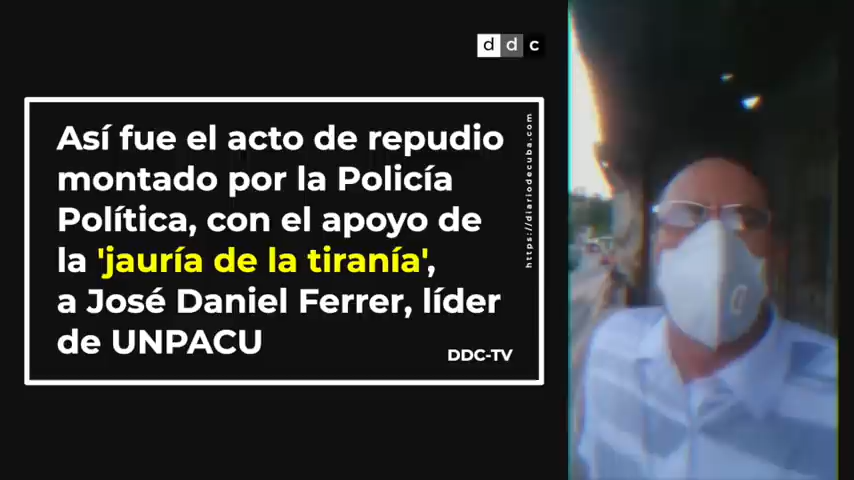 ddc
Así fue el acto de repudio
montado por la Policía
Política, con el apoyo de
la 'jauría de la tiranía',
a José Daniel Ferrer, líder
de UNPACU
DDC-TV
https://diariodecuba.com